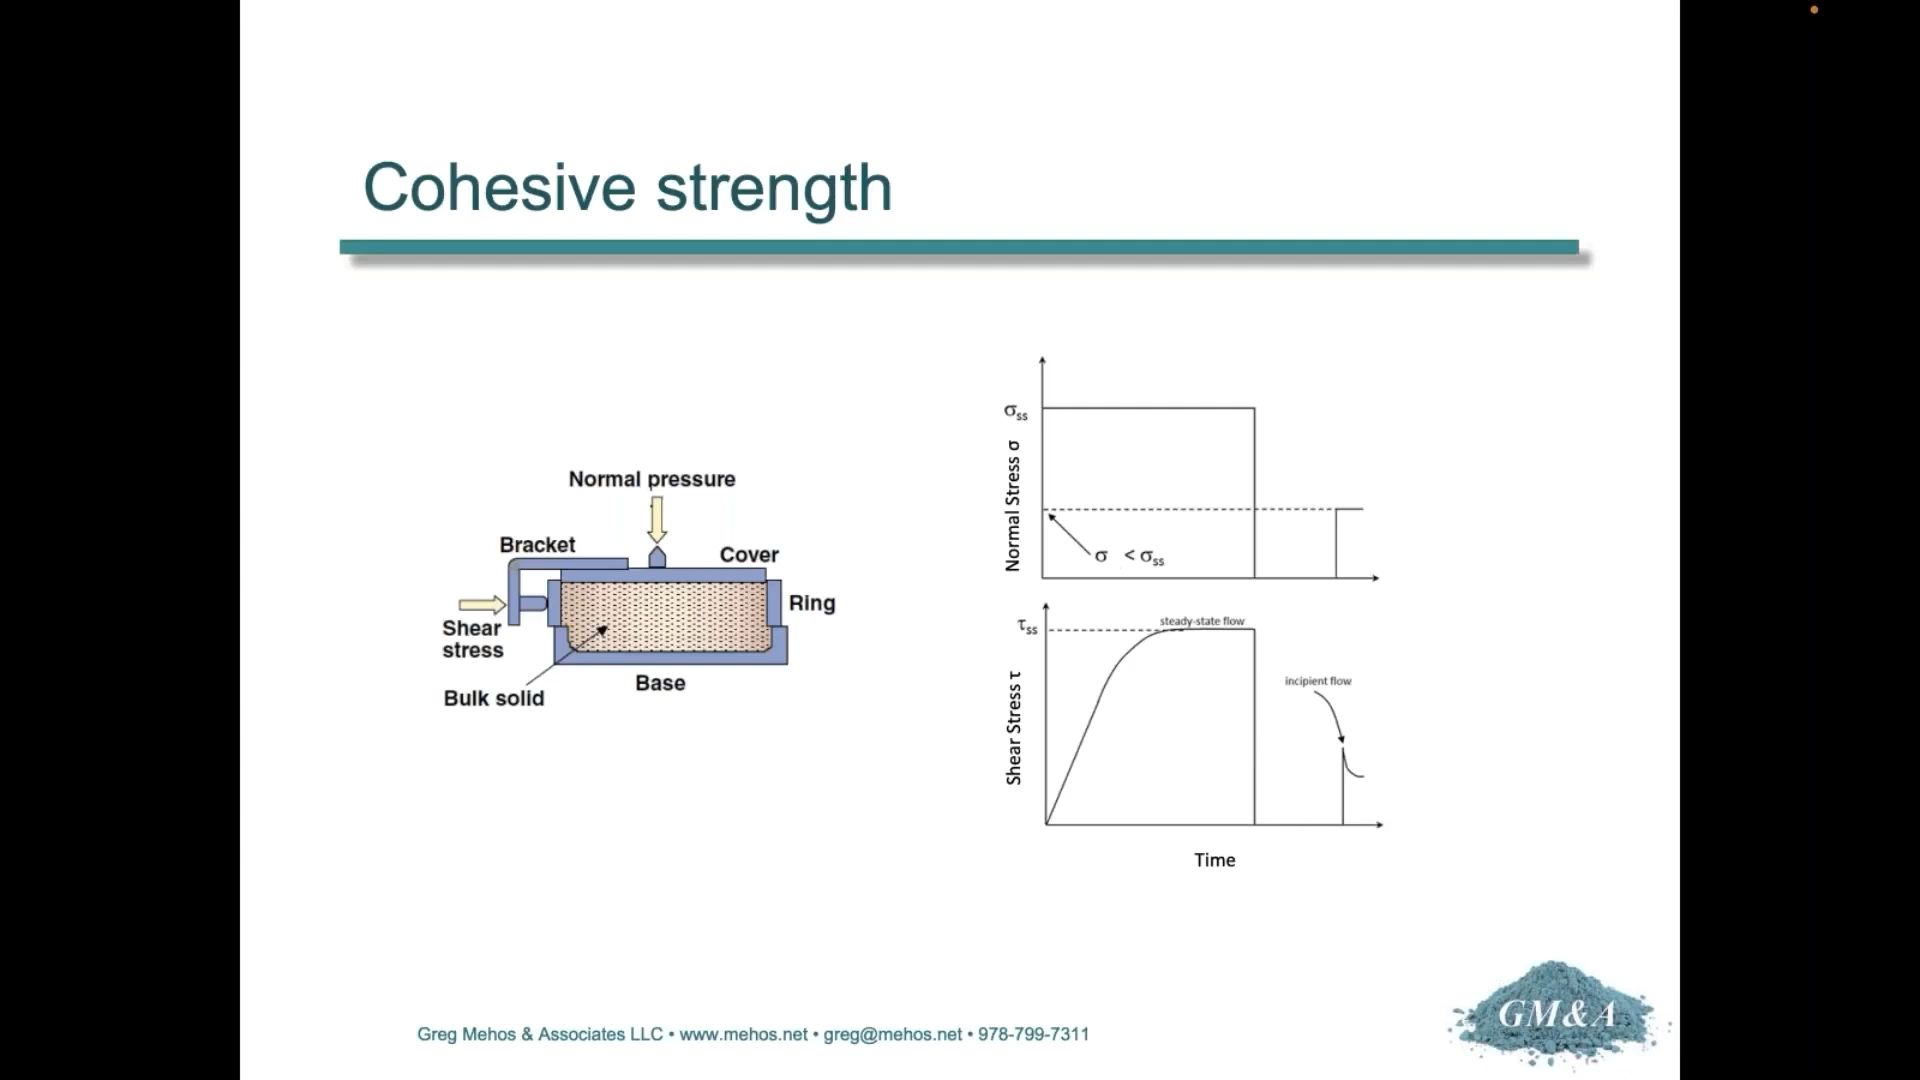 Cohesive strength
Normal pressure
Bracket
Cover
Ring
Shear
stress
Bulk solid
Base
σss
Normal Stress σ
σ < σss
τss
steady-state flow
Shear Stress τ
incipient flow
Time
Greg Mehos & Associates LLC • www.mehos.net • greg@mehos.net • 978-799-7311
GM&A